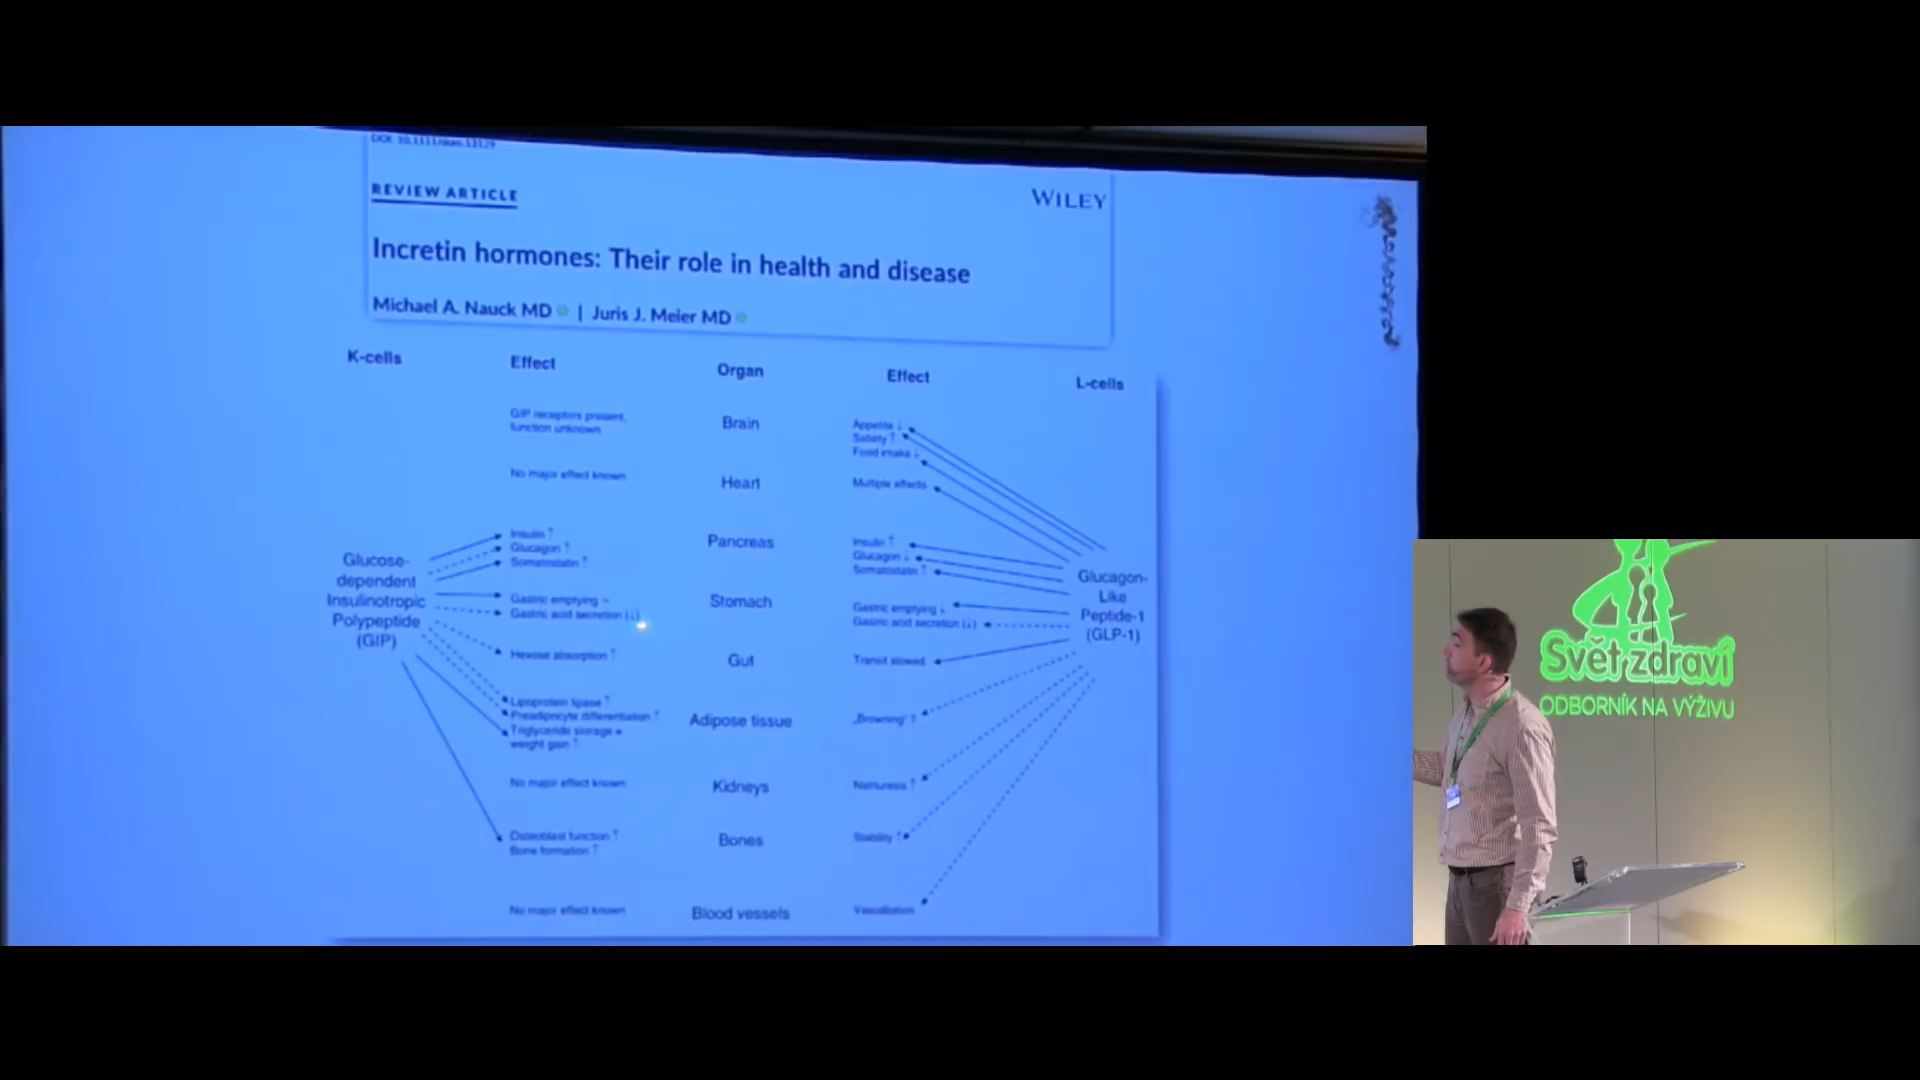 DOI: 10.1111/dom.13129
REVIEW ARTICLE
WILEY
Incretin hormones: Their role in health and disease
Michael A. Nauck MD | Juris J. Meier MD
K-cells
Effect
Organ
Effect
L-cells
GIP receptors present,
function unknown
Brain
Appetite ↓
Satiety ↑
Food intake ↓
No major effect known
Heart
Multiple effects
Glucose-
dependent
Insulinotropic
Polypeptide
(GIP)
Insulin ↑
Glucagon ↑
Somatostatin ↑
Pancreas
Insulin ↑
Glucagon ↓
Somatostatin ↑
Glucagon-
Like
Peptide-1
(GLP-1)
Gastric emptying ~
Gastric acid secretion (↓)
Stomach
Gastric emptying ↓
Gastric acid secretion (↓)
Hexose absorption ↑
Gut
Transit slowed
Lipoprotein lipase ↑
Preadipocyte differentiation ↑
Triglyceride storage =
weight gain ↑
Adipose tissue
„Browning" ?
No major effect known
Kidneys
Natriuresis ↑
Osteoblast function ↑
Bone formation ↑
Bones
Stability ↑
No major effect known
Blood vessels
Vasodilation
Svět zdraví
ODBORNÍK NA VÝŽIVU